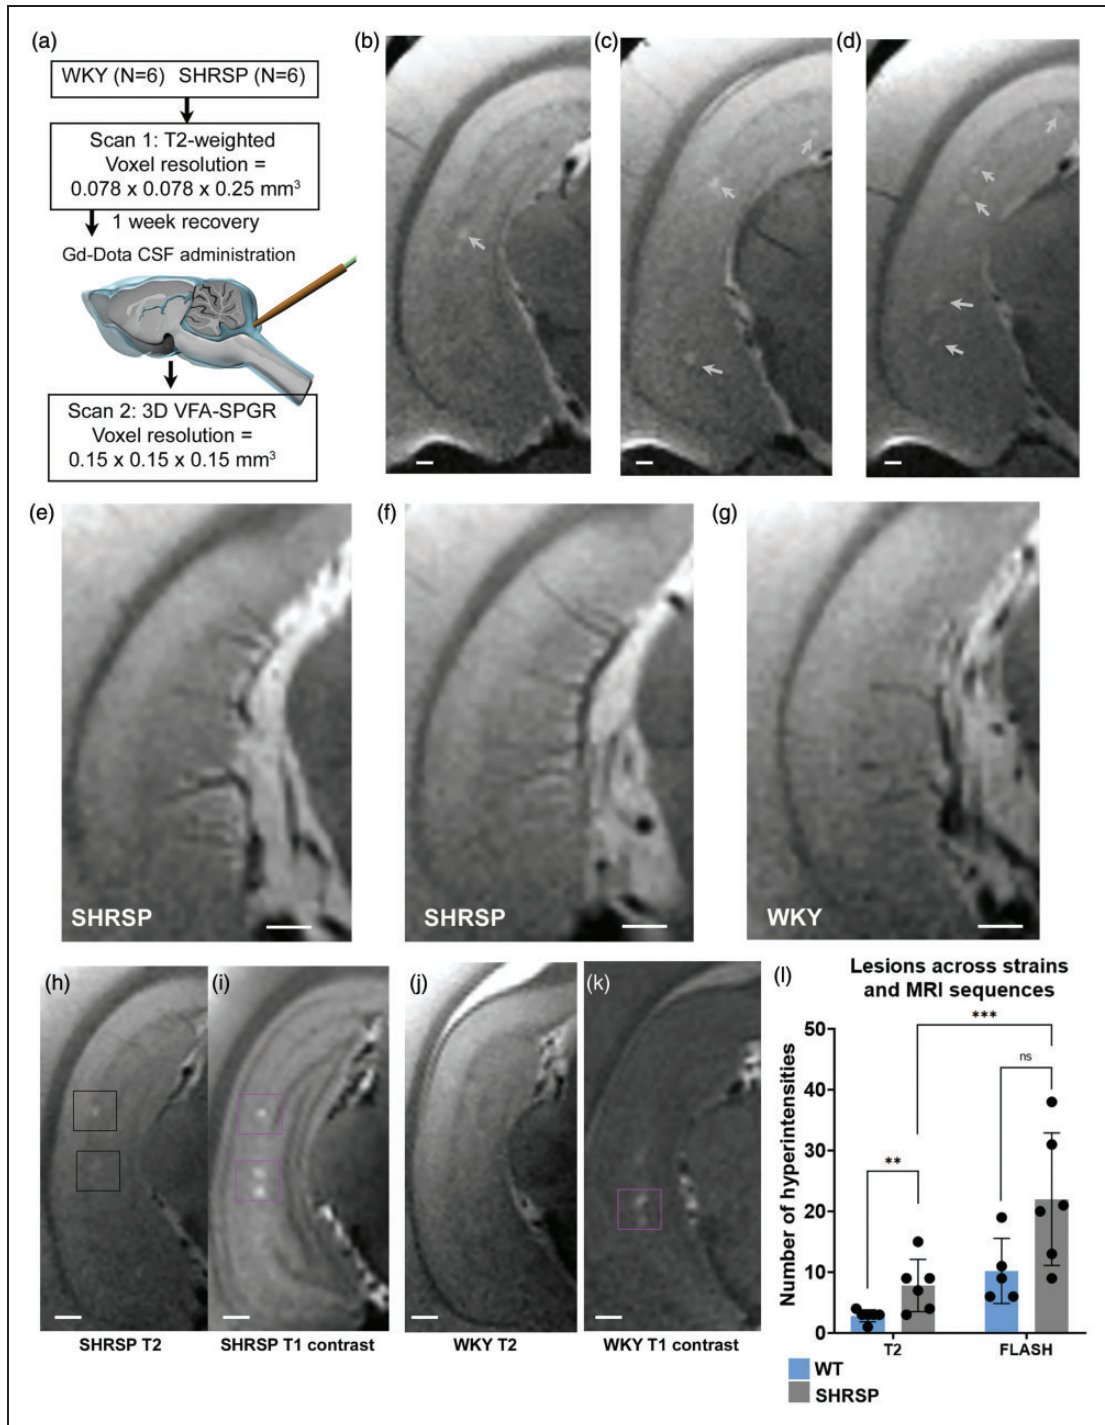 (a)
WKY (N=6) SHRSP (N=6)
Scan 1: T2-weighted
Voxel resolution =
0.078 x 0.078 x 0.25 mm³
1 week recovery
Gd-Dota CSF administration
Scan 2: 3D VFA-SPGR
Voxel resolution =
0.15 x 0.15 x 0.15 mm³
(b)
(c)
(d)
(e)
SHRSP
(f)
SHRSP
(g)
WKY
(h)
SHRSP T2
(i)
SHRSP T1 contrast
(j)
WKY T2
(k)
WKY T1 contrast
(l)
Lesions across strains
and MRI sequences
Number of hyperintensities
50
40
30
20
10
0
**
***
ns
T2
FLASH
WT
SHRSP